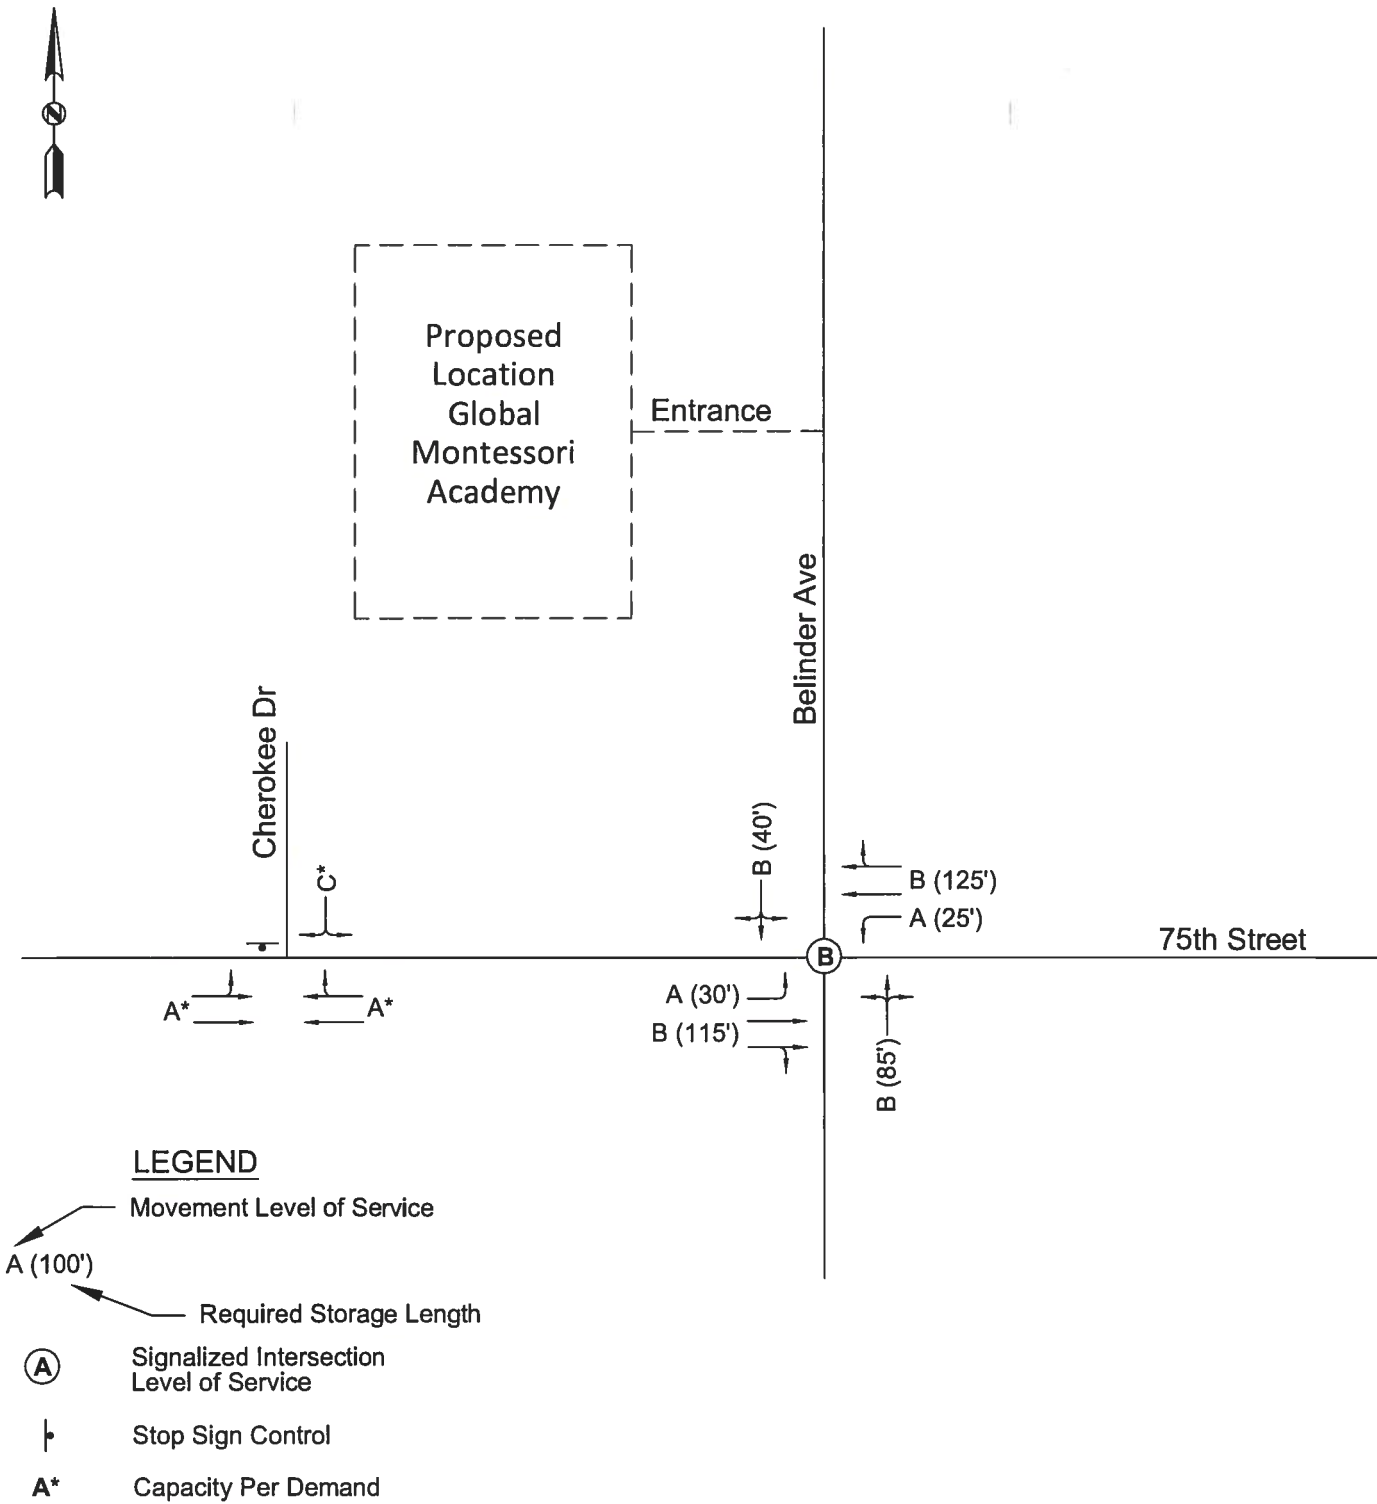 N
Proposed
Location
Global
Montessori
Academy
Entrance
Belinder Ave
Cherokee Dr
C*
B (40')
B (125')
A (25')
75th Street
B
A*
A*
A (30')
B (115')
B (85')
LEGEND
Movement Level of Service
A (100')
Required Storage Length
A
Signalized Intersection
Level of Service
Stop Sign Control
A*
Capacity Per Demand